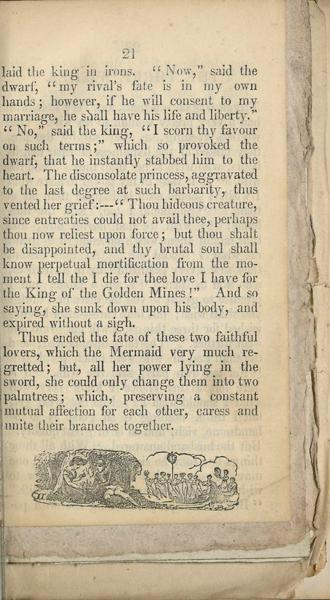 21
laid the king in irons. "Now," said the
dwarf, "my rival's fate is in my own
hands; however, if he will consent to my
marriage, he shall have his life and liberty."
"No," said the king, "I scorn thy favour
on such terms;" which so provoked the
dwarf, that he instantly stabbed him to the
heart. The disconsolate princess, aggravated
to the last degree at such barbarity, thus
vented her grief:---"Thou hideous creature,
since entreaties could not avail thee, perhaps
thou now reliest upon force; but thou shalt
be disappointed, and thy brutal soul shall
know perpetual mortification from the mo-
ment I tell the I die for thee love I have for
the King of the Golden Mines!" And so
saying, she sunk down upon his body, and
expired without a sigh.
Thus ended the fate of these two faithful
lovers, which the Mermaid very much re-
gretted; but, all her power lying in the
sword, she could only change them into two
palmtrees; which, preserving a constant
mutual affection for each other, caress and
unite their branches together.